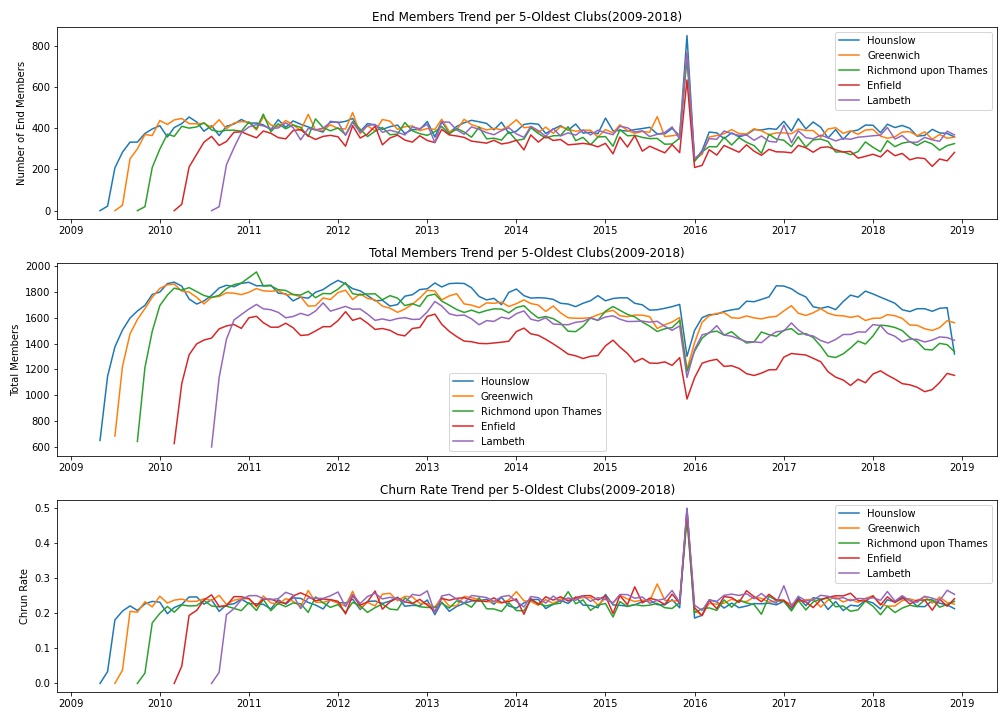 End Members Trend per 5-Oldest Clubs(2009-2018)
Number of End Members
800
600
400
200
0
Hounslow
Greenwich
Richmond upon Thames
Enfield
Lambeth
2009 2010 2011 2012 2013 2014 2015 2016 2017 2018 2019
Total Members Trend per 5-Oldest Clubs(2009-2018)
Total Members
2000
1800
1600
1400
1200
1000
800
600
Hounslow
Greenwich
Richmond upon Thames
Enfield
Lambeth
2009 2010 2011 2012 2013 2014 2015 2016 2017 2018 2019
Churn Rate Trend per 5-Oldest Clubs(2009-2018)
Churn Rate
0.5
0.4
0.3
0.2
0.1
0.0
Hounslow
Greenwich
Richmond upon Thames
Enfield
Lambeth
2009 2010 2011 2012 2013 2014 2015 2016 2017 2018 2019